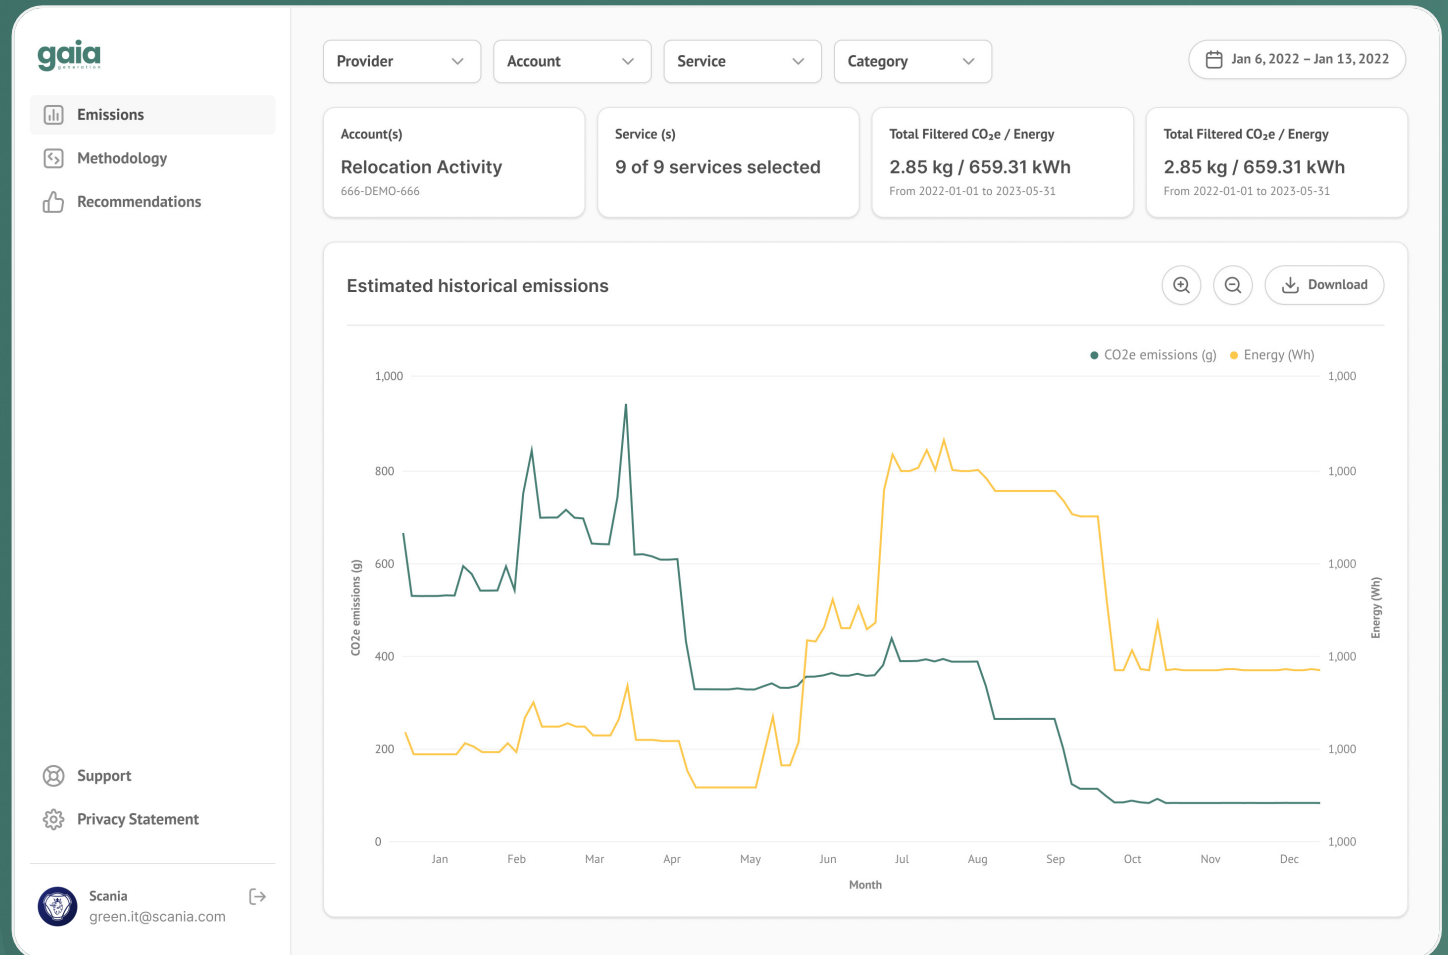 gaia
generation
Emissions
Methodology
Recommendations
Support
Privacy Statement
Scania
green.it@scania.com
Provider
Account
Service
Category
Jan 6, 2022 – Jan 13, 2022
Account(s)
Relocation Activity
666-DEMO-666
Service (s)
9 of 9 services selected
Total Filtered CO₂e / Energy
2.85 kg / 659.31 kWh
From 2022-01-01 to 2023-05-31
Total Filtered CO₂e / Energy
2.85 kg / 659.31 kWh
From 2022-01-01 to 2023-05-31
Estimated historical emissions
Download
CO2e emissions (g)
Energy (Wh)
1,000
800
600
400
200
0
CO2e emissions (g)
1,000
1,000
1,000
1,000
1,000
1,000
Energy (Wh)
Jan Feb Mar Apr May Jun Jul Aug Sep Oct Nov Dec
Month